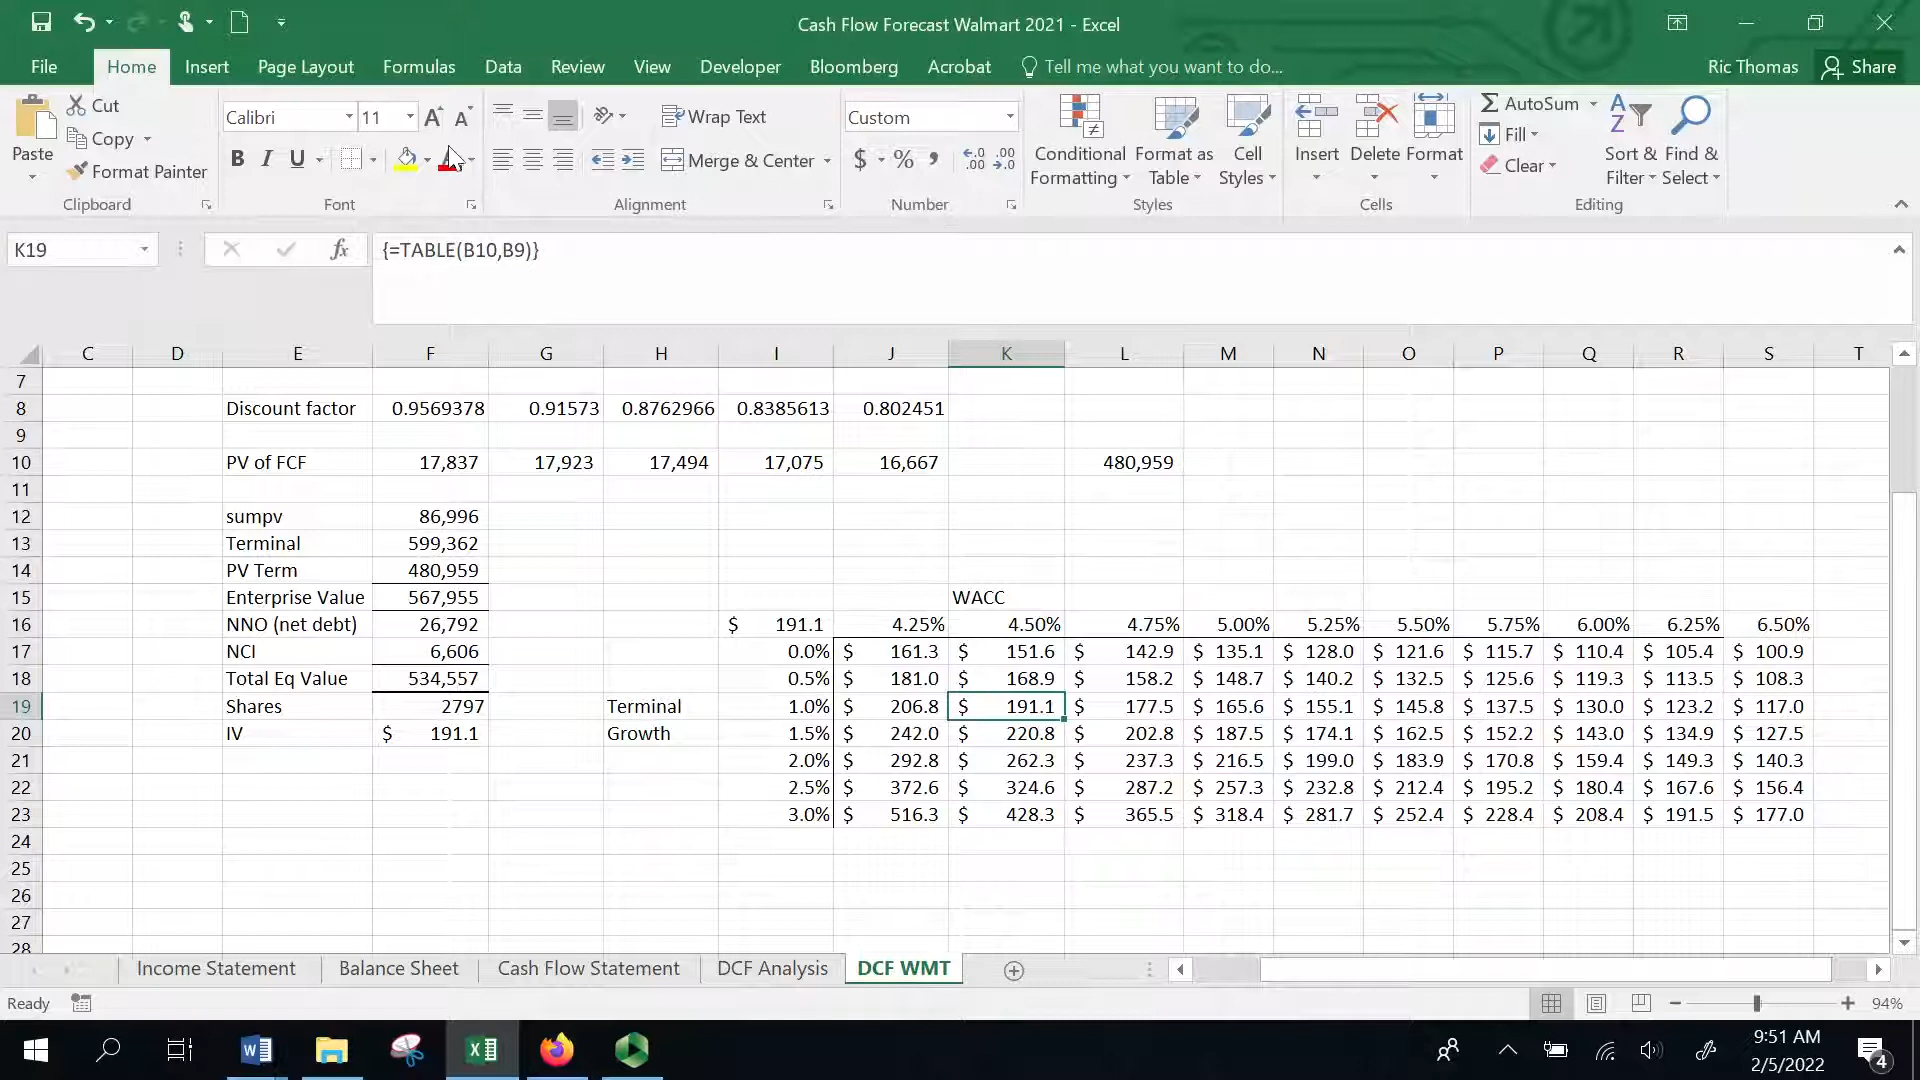 Cash Flow Forecast Walmart 2021 - Excel
File Home Insert Page Layout Formulas Data Review View Developer Bloomberg Acrobat Tell me what you want to do... Ric Thomas Share
Paste Cut Copy Format Painter Clipboard
Calibri 11 B I U Font
Wrap Text Merge & Center Alignment
Custom $ % , .0 .00 .00 .0 Number
Conditional Formatting Format as Table Cell Styles Styles
Insert Delete Format Cells
AutoSum Fill Clear Sort & Filter Find & Select Editing
K19 fx {=TABLE(B10,B9)}
C D E F G H I J K L M N O P Q R S T
7
8 Discount factor 0.9569378 0.91573 0.8762966 0.8385613 0.802451
9
10 PV of FCF 17,837 17,923 17,494 17,075 16,667 480,959
11
12 sumpv 86,996
13 Terminal 599,362
14 PV Term 480,959
15 Enterprise Value 567,955 WACC
16 NNO (net debt) 26,792 $ 191.1 4.25% 4.50% 4.75% 5.00% 5.25% 5.50% 5.75% 6.00% 6.25% 6.50%
17 NCI 6,606 0.0% $ 161.3 $ 151.6 $ 142.9 $ 135.1 $ 128.0 $ 121.6 $ 115.7 $ 110.4 $ 105.4 $ 100.9
18 Total Eq Value 534,557 0.5% $ 181.0 $ 168.9 $ 158.2 $ 148.7 $ 140.2 $ 132.5 $ 125.6 $ 119.3 $ 113.5 $ 108.3
19 Shares 2797 Terminal 1.0% $ 206.8 $ 191.1 $ 177.5 $ 165.6 $ 155.1 $ 145.8 $ 137.5 $ 130.0 $ 123.2 $ 117.0
20 IV $ 191.1 Growth 1.5% $ 242.0 $ 220.8 $ 202.8 $ 187.5 $ 174.1 $ 162.5 $ 152.2 $ 143.0 $ 134.9 $ 127.5
21 2.0% $ 292.8 $ 262.3 $ 237.3 $ 216.5 $ 199.0 $ 183.9 $ 170.8 $ 159.4 $ 149.3 $ 140.3
22 2.5% $ 372.6 $ 324.6 $ 287.2 $ 257.3 $ 232.8 $ 212.4 $ 195.2 $ 180.4 $ 167.6 $ 156.4
23 3.0% $ 516.3 $ 428.3 $ 365.5 $ 318.4 $ 281.7 $ 252.4 $ 228.4 $ 208.4 $ 191.5 $ 177.0
24
25
26
27
28
Income Statement Balance Sheet Cash Flow Statement DCF Analysis DCF WMT
Ready 94%
9:51 AM
2/5/2022
4